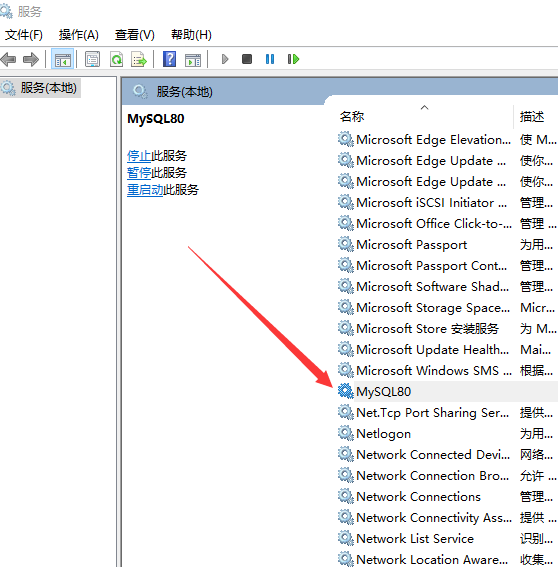 服务
文件(F) 操作(A) 查看(V) 帮助(H)
服务(本地)
服务(本地)
MySQL80
停止此服务
暂停此服务
重启动此服务
名称 描述
Microsoft Edge Elevation... 使 M...
Microsoft Edge Update ... 使你...
Microsoft Edge Update ... 使你...
Microsoft iSCSI Initiator ... 管理...
Microsoft Office Click-to-... 管理 ...
Microsoft Passport 为用...
Microsoft Passport Cont... 管理...
Microsoft Software Shad... 管理...
Microsoft Storage Space... Micr...
Microsoft Store 安装服务 为 M...
Microsoft Update Health... Mai...
Microsoft Windows SMS ... 根据...
MySQL80
Net.Tcp Port Sharing Ser... 提供...
Netlogon 为用...
Network Connected Devi... 网络...
Network Connection Bro... 允许 ...
Network Connections 管理...
Network Connectivity Ass... 提供 ...
Network List Service 识别...
Network Location Aware... 收集...